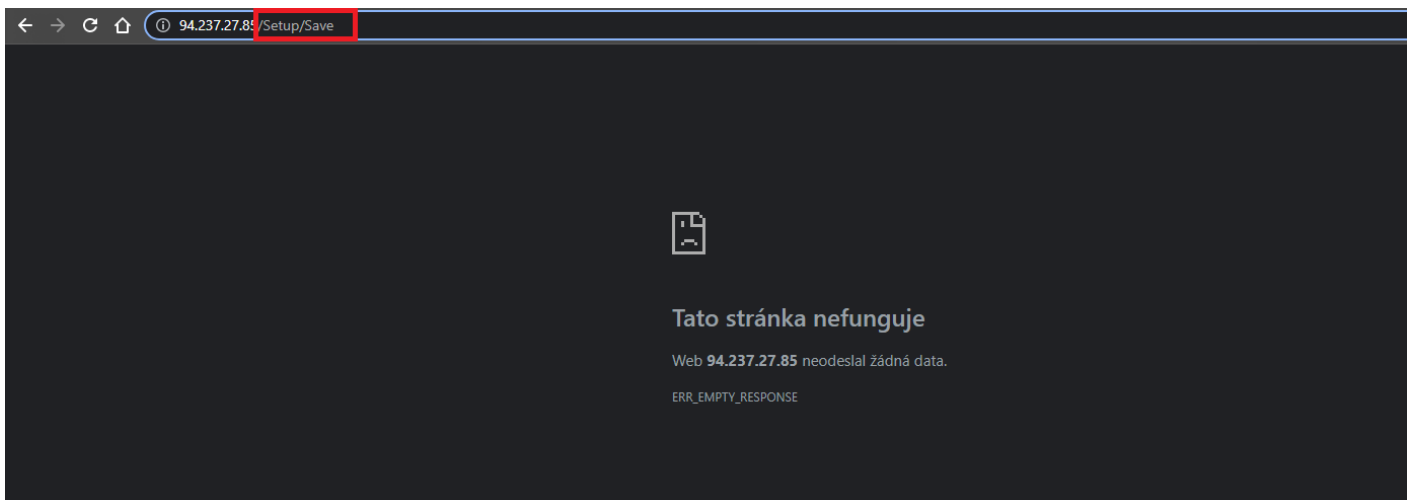 94.237.27.85/Setup/Save
Tato stránka nefunguje
Web 94.237.27.85 neodeslal žádná data.
ERR_EMPTY_RESPONSE